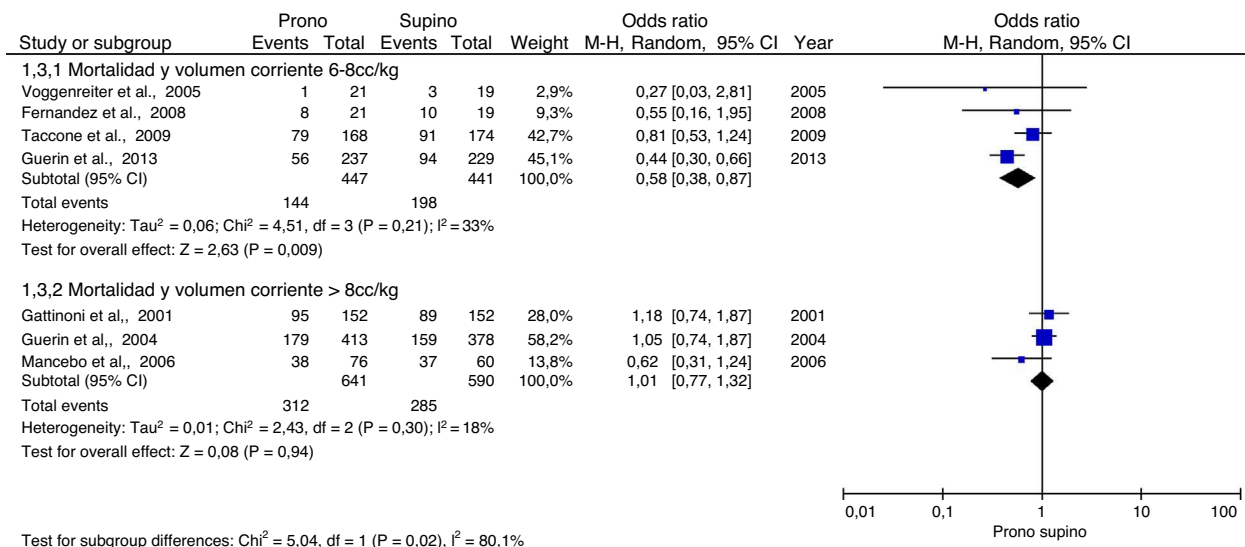 Prono Supino Odds ratio Odds ratio
Study or subgroup Events Total Events Total Weight M-H, Random, 95% CI Year M-H, Random, 95% CI
1,3,1 Mortalidad y volumen corriente 6-8cc/kg
Voggenreiter et al., 2005 1 21 3 19 2,9% 0,27 [0,03, 2,81] 2005
Fernandez et al., 2008 8 21 10 19 9,3% 0,55 [0,16, 1,95] 2008
Taccone et al., 2009 79 168 91 174 42,7% 0,81 [0,53, 1,24] 2009
Guerin et al., 2013 56 237 94 229 45,1% 0,44 [0,30, 0,66] 2013
Subtotal (95% CI) 447 441 100,0% 0,58 [0,38, 0,87]
Total events 144 198
Heterogeneity: Tau² = 0,06; Chi² = 4,51, df = 3 (P = 0,21); I² = 33%
Test for overall effect: Z = 2,63 (P = 0,009)
1,3,2 Mortalidad y volumen corriente > 8cc/kg
Gattinoni et al,, 2001 95 152 89 152 28,0% 1,18 [0,74, 1,87] 2001
Guerin et al,, 2004 179 413 159 378 58,2% 1,05 [0,74, 1,87] 2004
Mancebo et al,, 2006 38 76 37 60 13,8% 0,62 [0,31, 1,24] 2006
Subtotal (95% CI) 641 590 100,0% 1,01 [0,77, 1,32]
Total events 312 285
Heterogeneity: Tau² = 0,01; Chi² = 2,43, df = 2 (P = 0,30); I² = 18%
Test for overall effect: Z = 0,08 (P = 0,94)
0,01 0,1 1 10 100
Prono supino
Test for subgroup differences: Chi² = 5,04, df = 1 (P = 0,02), I² = 80,1%